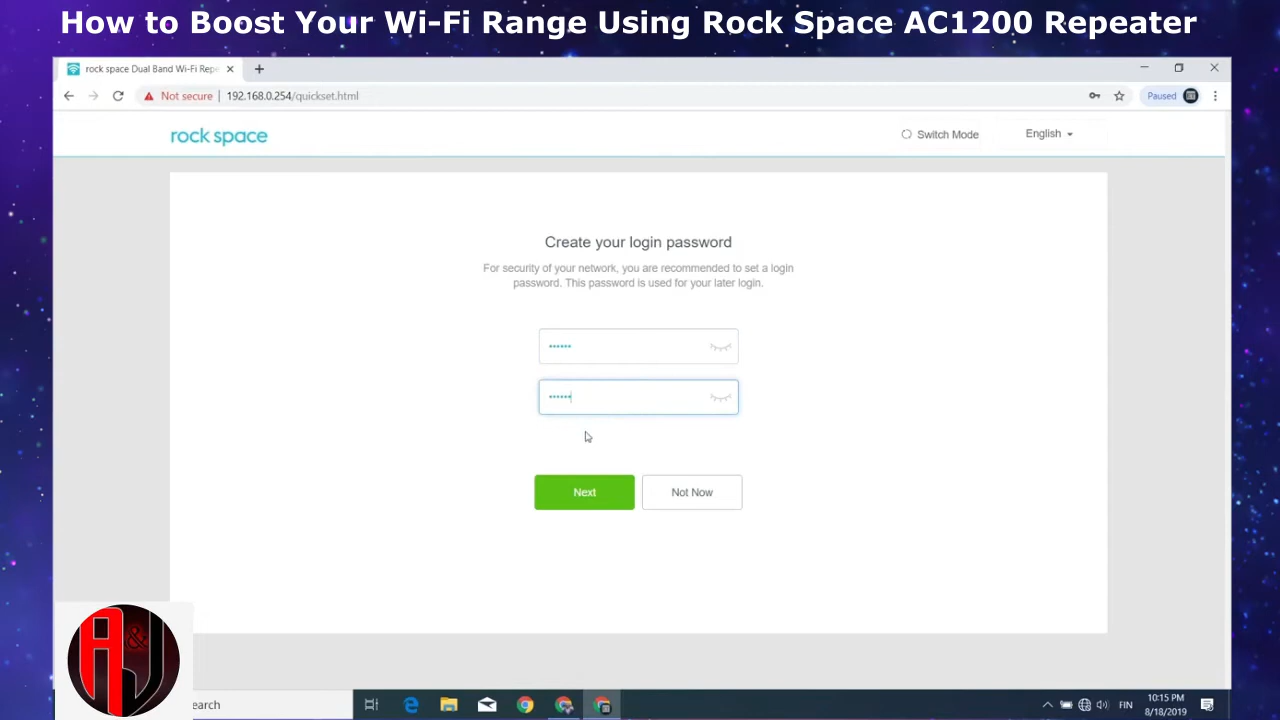 How to Boost Your Wi-Fi Range Using Rock Space AC1200 Repeater
rock space Dual Band Wi-Fi Repe
Not secure | 192.168.0.254/quickset.html
Paused
rock space
Switch Mode
English
Create your login password
For security of your network, you are recommended to set a login
password. This password is used for your later login.
••••••
••••••
Next
Not Now
A&J
earch
FIN
10:15 PM
8/18/2019